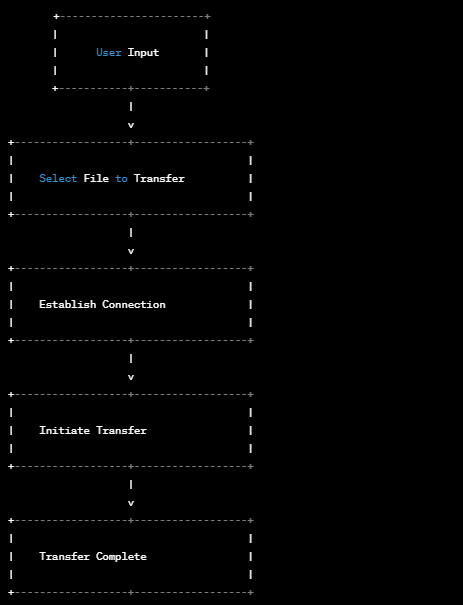 User Input
Select File to Transfer
Establish Connection
Initiate Transfer
Transfer Complete